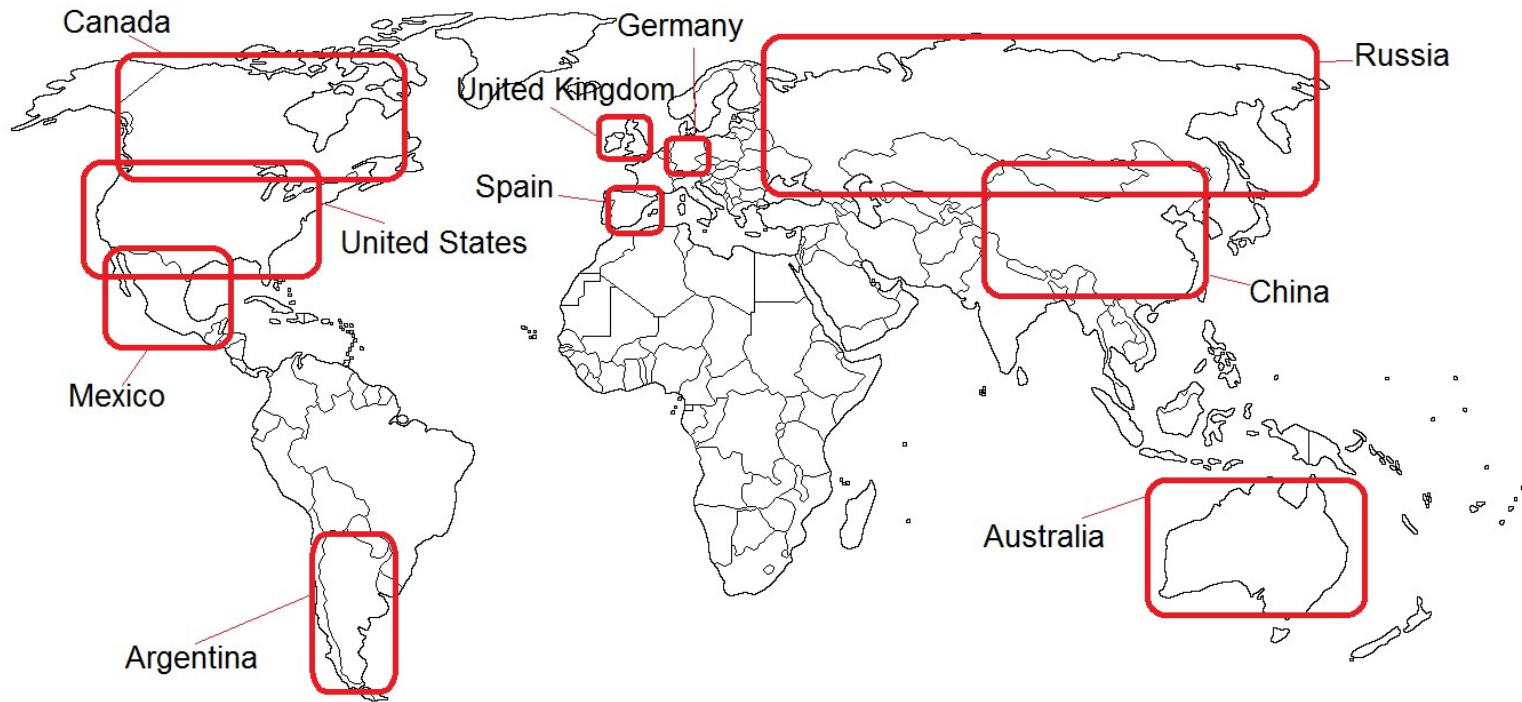 Canada
Germany
Russia
United Kingdom
Spain
United States
China
Mexico
Australia
Argentina